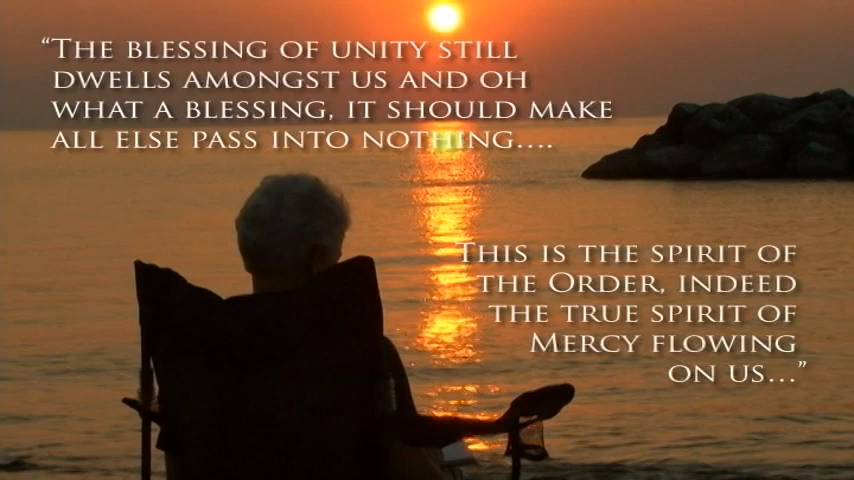 “The blessing of unity still
dwells amongst us and oh
what a blessing, it should make
all else pass into nothing....
This is the spirit of
the Order, indeed
the true spirit of
Mercy flowing
on us...”